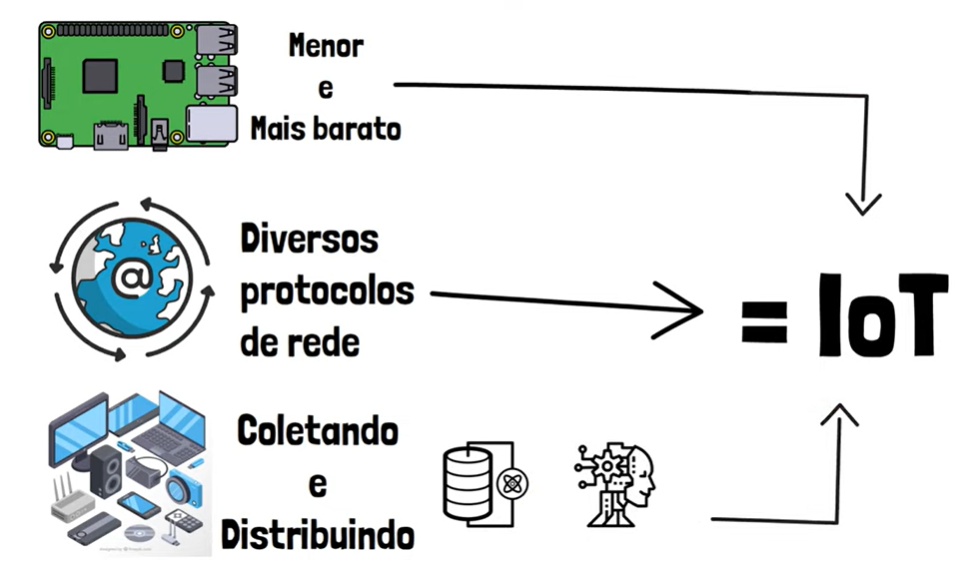 Menor
e
Mais barato
@
Diversos
protocolos
de rede
= IoT
Coletando
e
Distribuindo